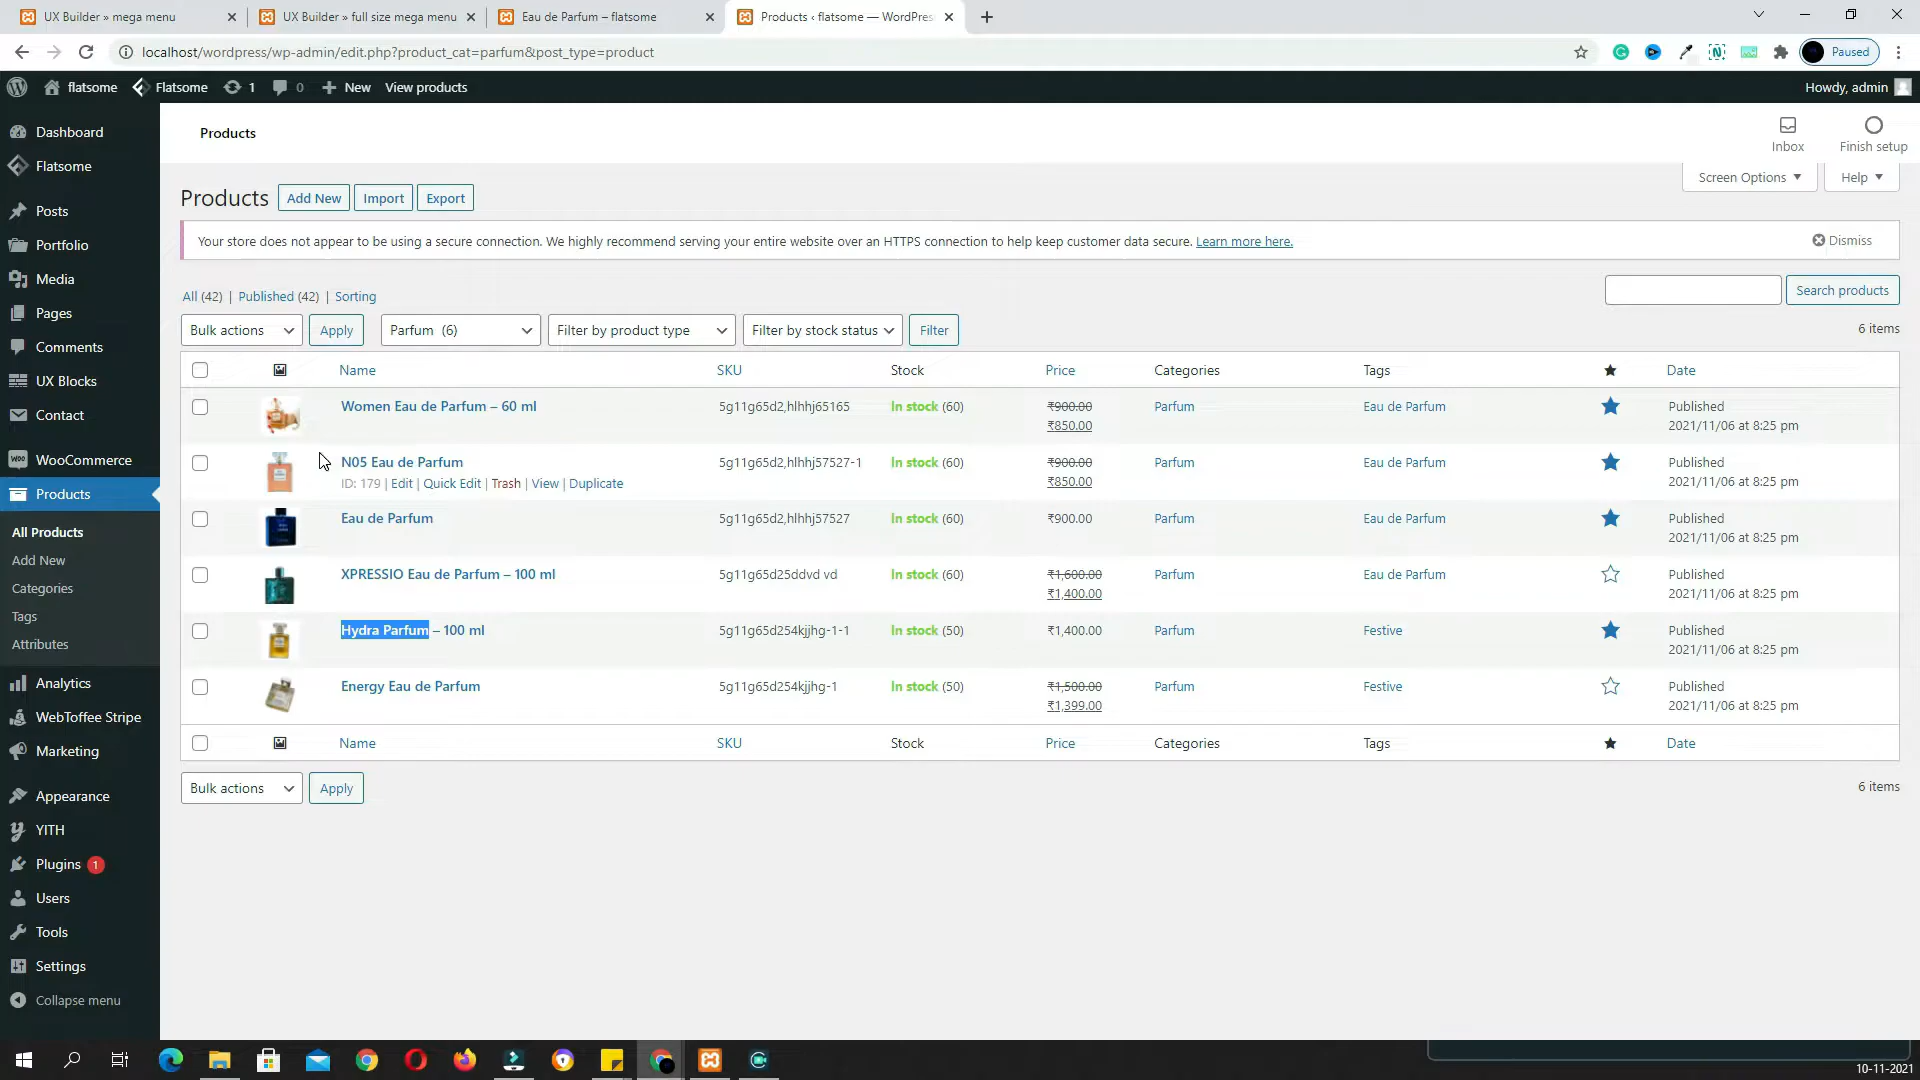 UX Builder » mega menu
UX Builder » full size mega menu
Eau de Parfum – flatsome
Products ‹ flatsome — WordPres
localhost/wordpress/wp-admin/edit.php?product_cat=parfum&post_type=product
Paused
flatsome
Flatsome
1
0
New
View products
Howdy, admin
Dashboard
Flatsome
Posts
Portfolio
Media
Pages
Comments
UX Blocks
Contact
WooCommerce
Products
All Products
Add New
Categories
Tags
Attributes
Analytics
WebToffee Stripe
Marketing
Appearance
YITH
Plugins 1
Users
Tools
Settings
Collapse menu
Products
Inbox
Finish setup
Screen Options
Help
Products
Add New
Import
Export
Your store does not appear to be using a secure connection. We highly recommend serving your entire website over an HTTPS connection to help keep customer data secure. Learn more here.
Dismiss
All (42) | Published (42) | Sorting
Search products
Bulk actions
Apply
Parfum (6)
Filter by product type
Filter by stock status
Filter
6 items
Name SKU Stock Price Categories Tags Date
Women Eau de Parfum – 60 ml 5g11g65d2,hlhhj65165 In stock (60) ₹900.00 Parfum Eau de Parfum Published
₹850.00 2021/11/06 at 8:25 pm
N05 Eau de Parfum 5g11g65d2,hlhhj57527-1 In stock (60) ₹900.00 Parfum Eau de Parfum Published
ID: 179 | Edit | Quick Edit | Trash | View | Duplicate ₹850.00 2021/11/06 at 8:25 pm
Eau de Parfum 5g11g65d2,hlhhj57527 In stock (60) ₹900.00 Parfum Eau de Parfum Published
2021/11/06 at 8:25 pm
XPRESSIO Eau de Parfum – 100 ml 5g11g65d25ddvd vd In stock (60) ₹1,600.00 Parfum Eau de Parfum Published
₹1,400.00 2021/11/06 at 8:25 pm
Hydra Parfum – 100 ml 5g11g65d254kjjhg-1-1 In stock (50) ₹1,400.00 Parfum Festive Published
2021/11/06 at 8:25 pm
Energy Eau de Parfum 5g11g65d254kjjhg-1 In stock (50) ₹1,500.00 Parfum Festive Published
₹1,399.00 2021/11/06 at 8:25 pm
Name SKU Stock Price Categories Tags Date
Bulk actions
Apply
6 items
10-11-2021